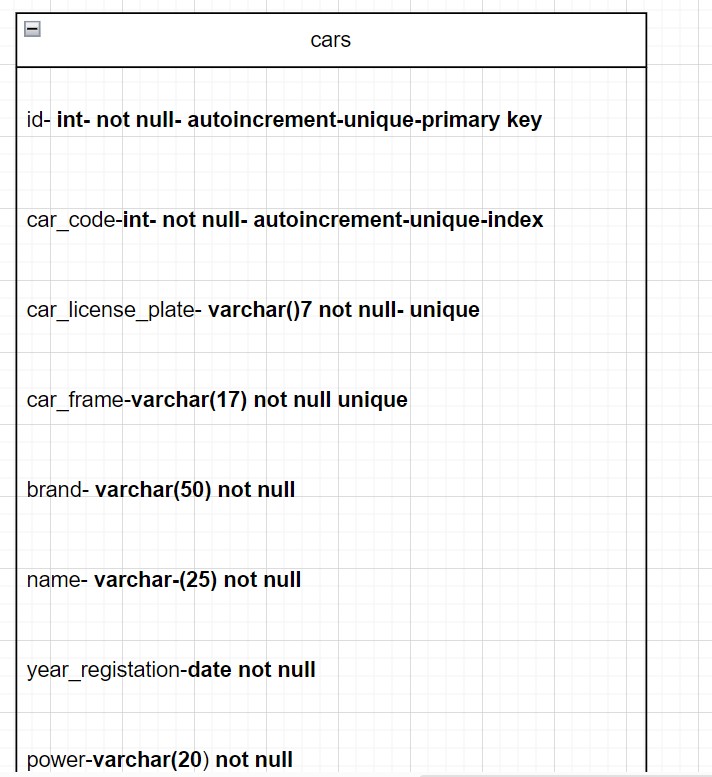 cars
id- int- not null- autoincrement-unique-primary key
car_code-int- not null- autoincrement-unique-index
car_license_plate- varchar()7 not null- unique
car_frame-varchar(17) not null unique
brand- varchar(50) not null
name- varchar-(25) not null
year_registation-date not null
power-varchar(20) not null